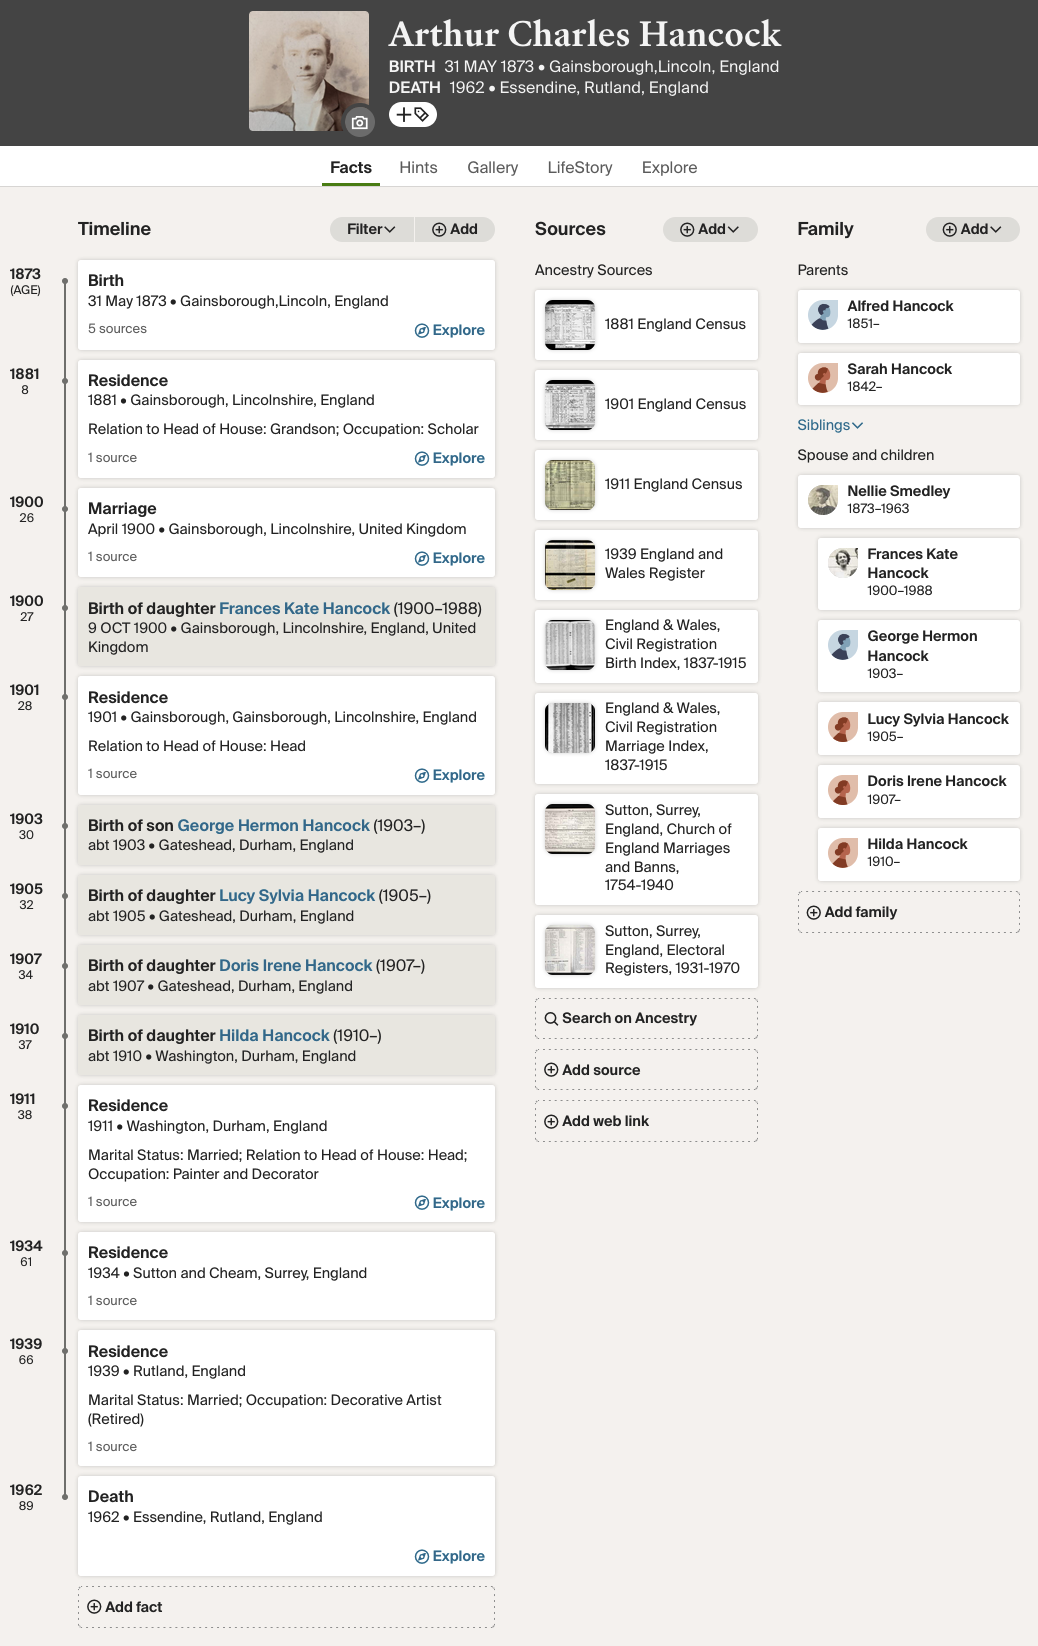 Arthur Charles Hancock
BIRTH 31 MAY 1873 • Gainsborough,Lincoln, England
DEATH 1962 • Essendine, Rutland, England
Facts
Hints
Gallery
LifeStory
Explore
Timeline
Filter
Add
1873
(AGE)
Birth
31 May 1873 • Gainsborough,Lincoln, England
5 sources
Explore
1881
8
Residence
1881 • Gainsborough, Lincolnshire, England
Relation to Head of House: Grandson; Occupation: Scholar
1 source
Explore
1900
26
Marriage
April 1900 • Gainsborough, Lincolnshire, United Kingdom
1 source
Explore
1900
27
Birth of daughter Frances Kate Hancock (1900–1988)
9 OCT 1900 • Gainsborough, Lincolnshire, England, United
Kingdom
1901
28
Residence
1901 • Gainsborough, Gainsborough, Lincolnshire, England
Relation to Head of House: Head
1 source
Explore
1903
30
Birth of son George Hermon Hancock (1903–)
abt 1903 • Gateshead, Durham, England
1905
32
Birth of daughter Lucy Sylvia Hancock (1905–)
abt 1905 • Gateshead, Durham, England
1907
34
Birth of daughter Doris Irene Hancock (1907–)
abt 1907 • Gateshead, Durham, England
1910
37
Birth of daughter Hilda Hancock (1910–)
abt 1910 • Washington, Durham, England
1911
38
Residence
1911 • Washington, Durham, England
Marital Status: Married; Relation to Head of House: Head;
Occupation: Painter and Decorator
1 source
Explore
1934
61
Residence
1934 • Sutton and Cheam, Surrey, England
1 source
1939
66
Residence
1939 • Rutland, England
Marital Status: Married; Occupation: Decorative Artist
(Retired)
1 source
1962
89
Death
1962 • Essendine, Rutland, England
Explore
Add fact
Sources
Add
Ancestry Sources
1881 England Census
1901 England Census
1911 England Census
1939 England and
Wales Register
England & Wales,
Civil Registration
Birth Index, 1837-1915
England & Wales,
Civil Registration
Marriage Index,
1837-1915
Sutton, Surrey,
England, Church of
England Marriages
and Banns,
1754-1940
Sutton, Surrey,
England, Electoral
Registers, 1931-1970
Search on Ancestry
Add source
Add web link
Family
Add
Parents
Alfred Hancock
1851–
Sarah Hancock
1842–
Siblings
Spouse and children
Nellie Smedley
1873–1963
Frances Kate
Hancock
1900–1988
George Hermon
Hancock
1903–
Lucy Sylvia Hancock
1905–
Doris Irene Hancock
1907–
Hilda Hancock
1910–
Add family